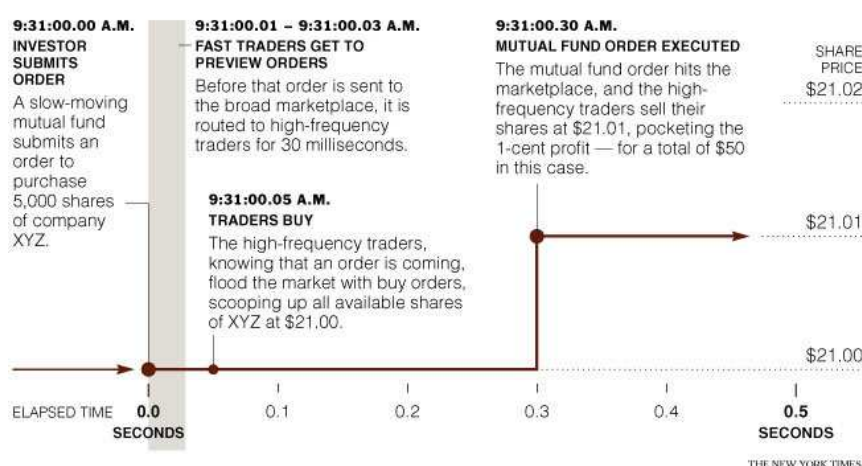 9:31:00.00 A.M.
INVESTOR
SUBMITS
ORDER
A slow-moving
mutual fund
submits an
order to
purchase
5,000 shares
of company
XYZ.
9:31:00.01 – 9:31:00.03 A.M.
FAST TRADERS GET TO
PREVIEW ORDERS
Before that order is sent to
the broad marketplace, it is
routed to high-frequency
traders for 30 milliseconds.
9:31:00.05 A.M.
TRADERS BUY
The high-frequency traders,
knowing that an order is coming,
flood the market with buy orders,
scooping up all available shares
of XYZ at $21.00.
9:31:00.30 A.M.
MUTUAL FUND ORDER EXECUTED
The mutual fund order hits the
marketplace, and the high-
frequency traders sell their
shares at $21.01, pocketing the
1-cent profit — for a total of $50
in this case.
SHARE
PRICE
$21.02
$21.01
$21.00
ELAPSED TIME 0.0 0.1 0.2 0.3 0.4 0.5
SECONDS SECONDS
THE NEW YORK TIMES